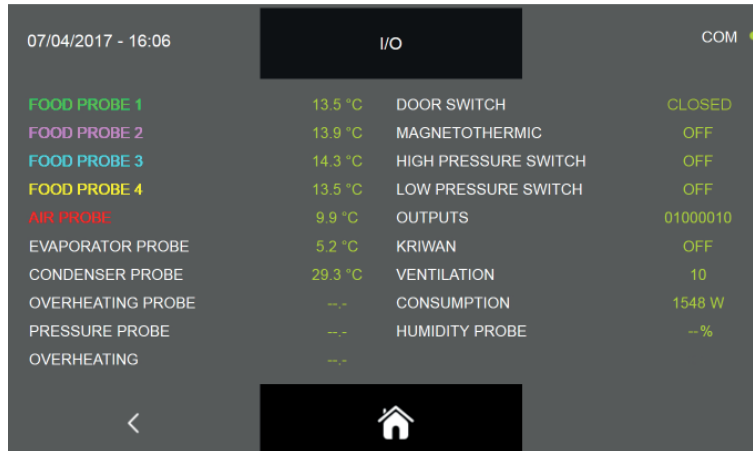 07/04/2017 - 16:06 I/O COM
FOOD PROBE 1 13.5 °C DOOR SWITCH CLOSED
FOOD PROBE 2 13.9 °C MAGNETOTHERMIC OFF
FOOD PROBE 3 14.3 °C HIGH PRESSURE SWITCH OFF
FOOD PROBE 4 13.5 °C LOW PRESSURE SWITCH OFF
AIR PROBE 9.9 °C OUTPUTS 01000010
EVAPORATOR PROBE 5.2 °C KRIWAN OFF
CONDENSER PROBE 29.3 °C VENTILATION 10
OVERHEATING PROBE --.- CONSUMPTION 1548 W
PRESSURE PROBE --.- HUMIDITY PROBE --%
OVERHEATING --.-